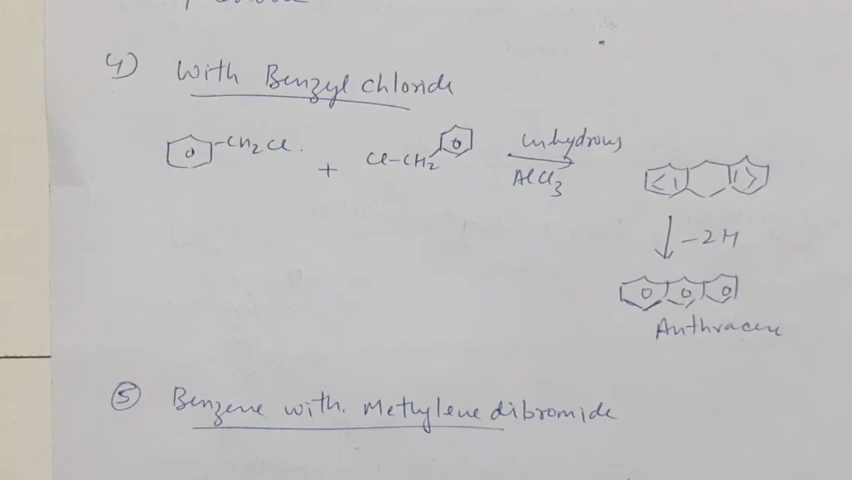 4) With Benzyl chloride
-CH2Cl.
+
Cl-CH2
anhydrous
AlCl3
-2H
Anthracene
⑤ Benzene with. Methylene dibromide